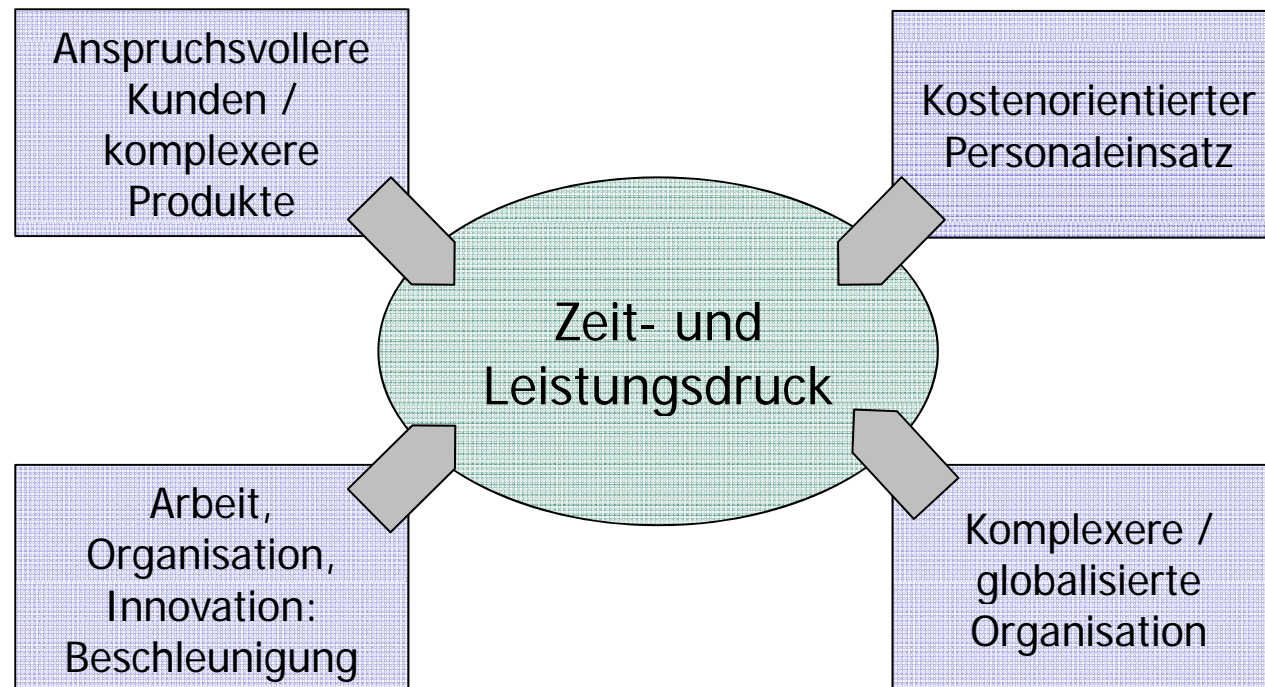 Anspruchsvollere
Kunden /
komplexere
Produkte
Kostenorientierter
Personaleinsatz
Zeit- und
Leistungsdruck
Arbeit,
Organisation,
Innovation:
Beschleunigung
Komplexere /
globalisierte
Organisation